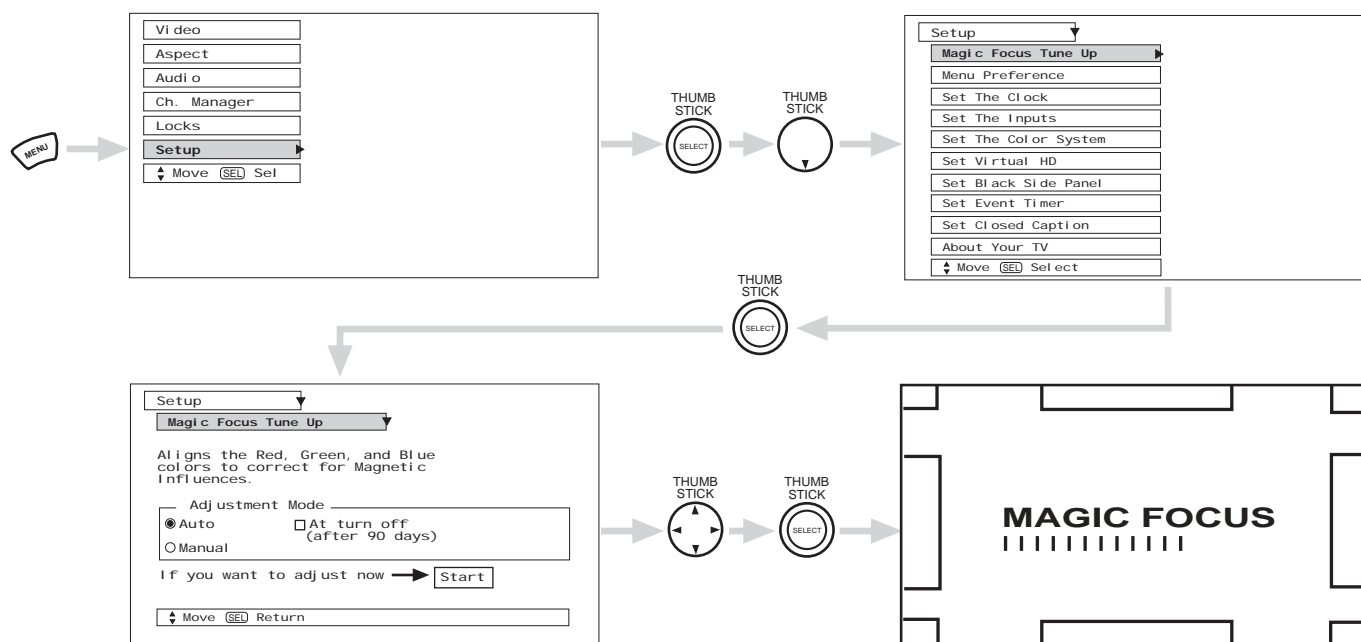 MENU
Video
Aspect
Audio
Ch. Manager
Locks
Setup
Move SEL Sel
THUMB
STICK
SELECT
THUMB
STICK
Setup
Magic Focus Tune Up
Menu Preference
Set The Clock
Set The Inputs
Set The Color System
Set Virtual HD
Set Black Side Panel
Set Event Timer
Set Closed Caption
About Your TV
Move SEL Select
THUMB
STICK
SELECT
Setup
Magic Focus Tune Up
Aligns the Red, Green, and Blue
colors to correct for Magnetic
Influences.
Adjustment Mode
Auto
At turn off
(after 90 days)
Manual
If you want to adjust now
Start
Move SEL Return
THUMB
STICK
THUMB
STICK
SELECT
MAGIC FOCUS